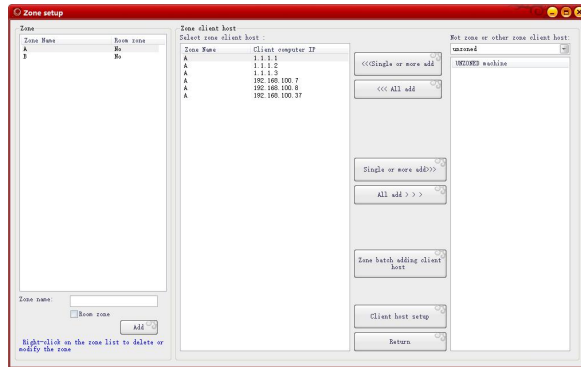 Zone setup
Zone
Zone Name Room zone
A No
B No
Zone name:
Room zone
Add
Right-click on the zone list to delete or
modify the zone
Zone client host
Select zone client host :
Zone Name Client computer IP
A 1.1.1.1
A 1.1.1.2
A 1.1.1.3
A 192.168.100.7
A 192.168.100.8
A 192.168.100.37
<<<Single or more add
<<< All add
Single or more add>>>
All add > > >
Zone batch adding client
host
Client host setup
Return
Not zone or other zone client host:
unzoned
UNZONED machine